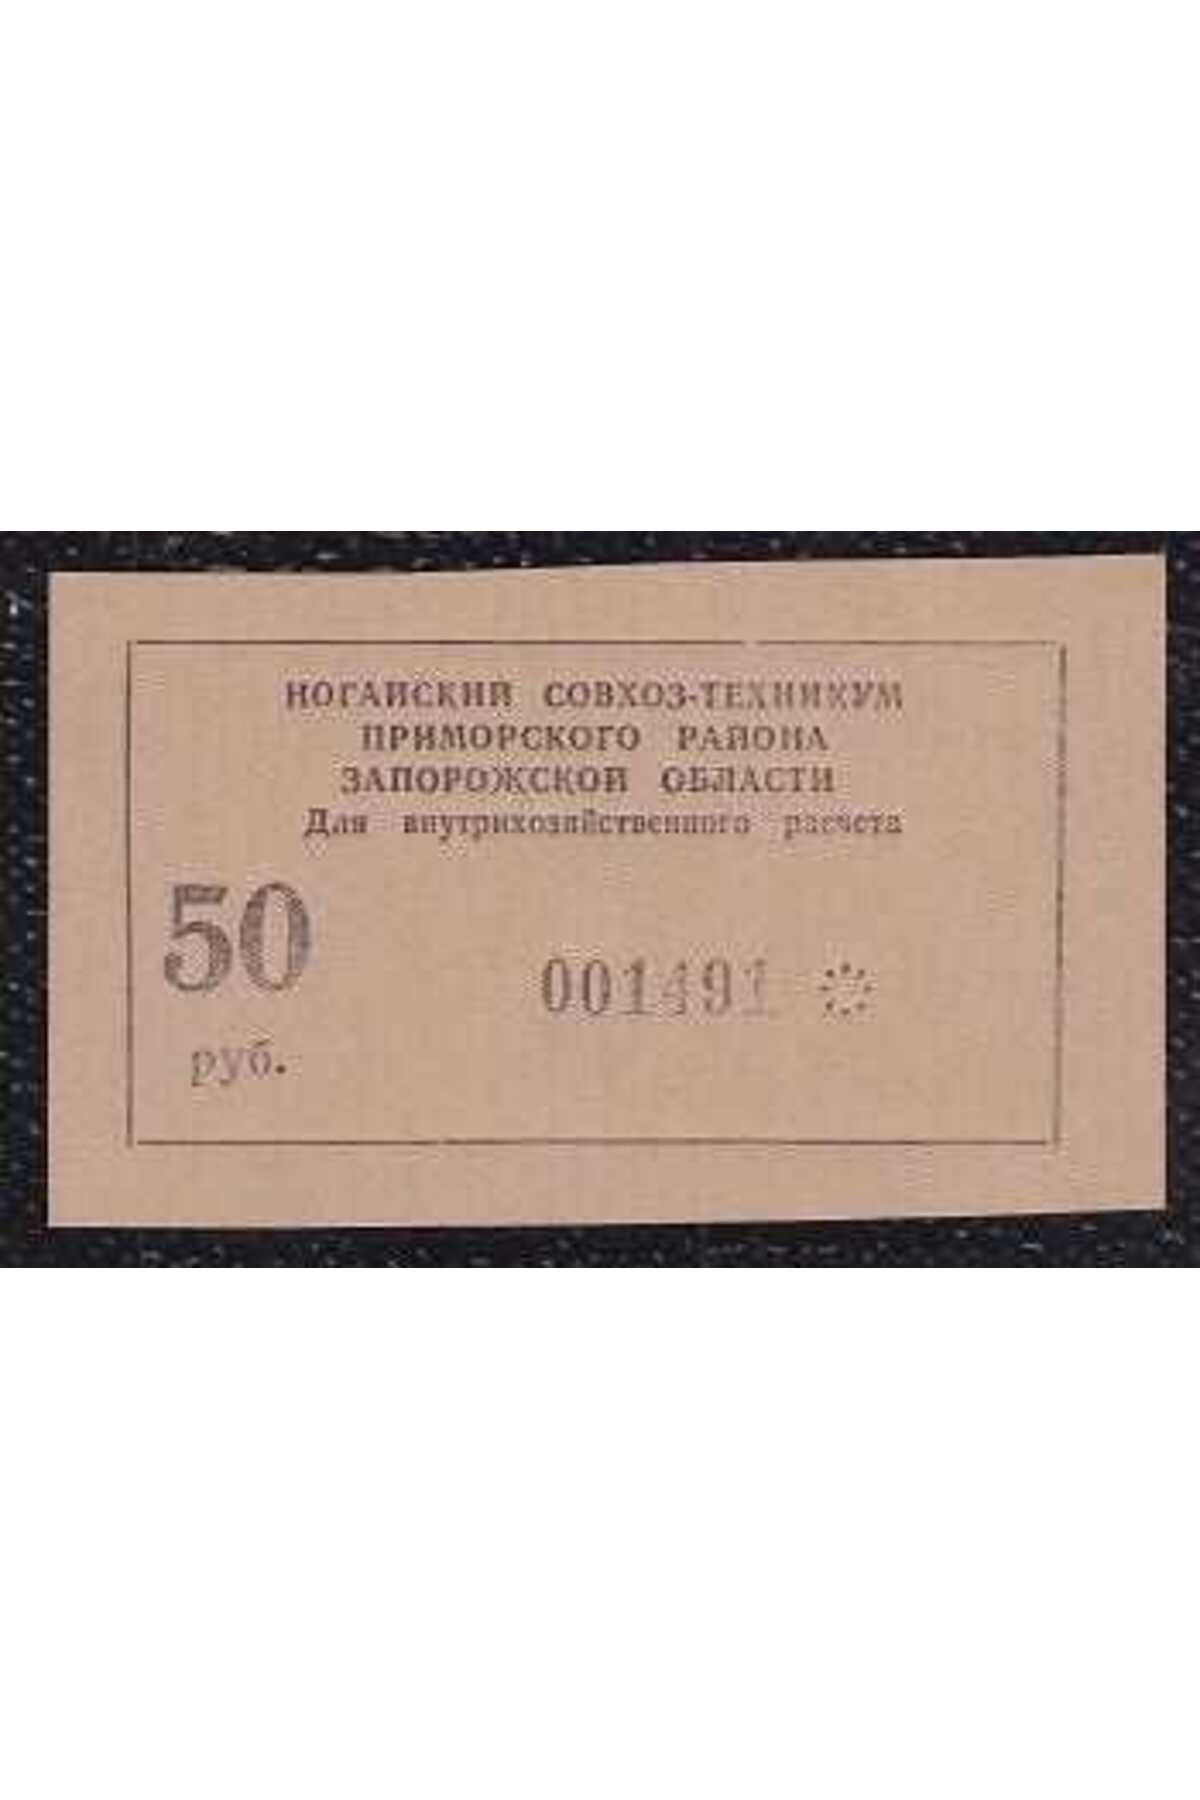 НОГАЙСКИЙ СОВХОЗ-ТЕХНИКУМ
ПРИМОРСКОГО РАЙОНА
ЗАПОРОЖСКОЙ ОБЛАСТИ
Для внутрихозяйственного расчета
50
001491
руб.